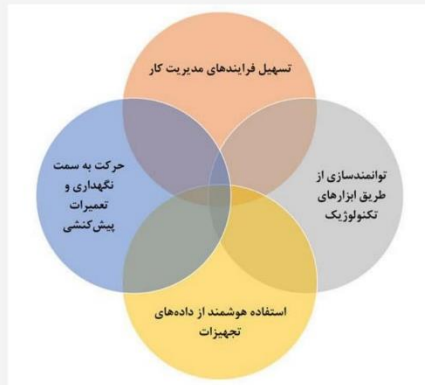 تسهیل فرایندهای مدیریت کار
توانمندسازی از
طریق ابزارهای
تکنولوژیک
حرکت به سمت
نگهداری و
تعمیرات
پیش‌کنشی
استفاده هوشمند از داده‌های
تجهیزات